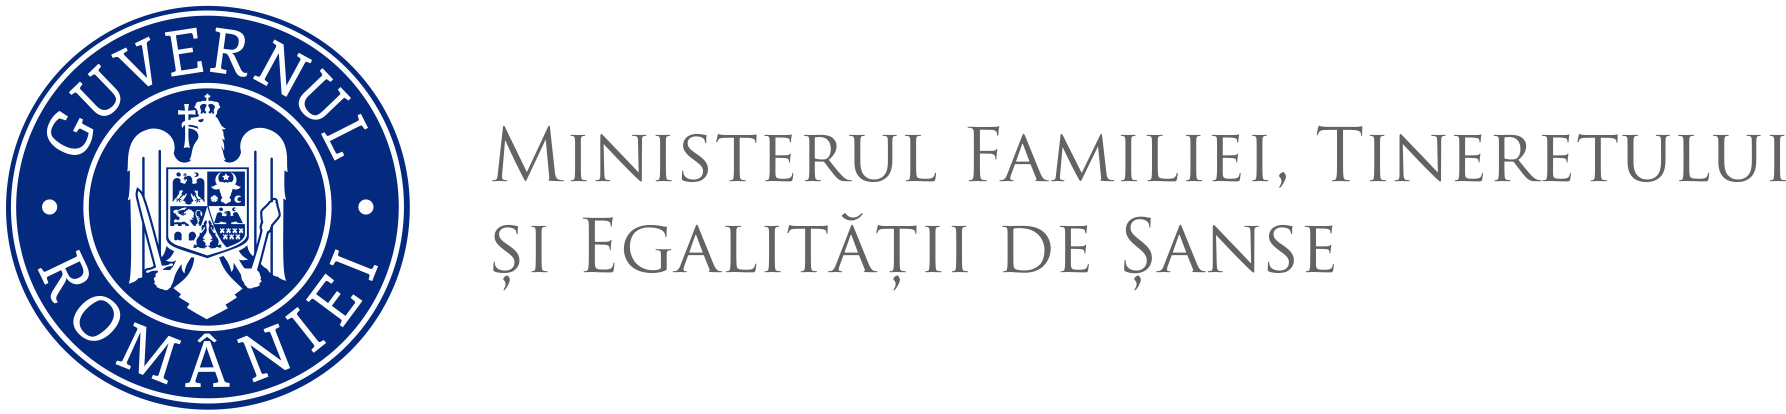 GUVERNUL
ROMÂNIEI
MINISTERUL FAMILIEI, TINERETULUI
ȘI EGALITĂȚII DE ȘANSE